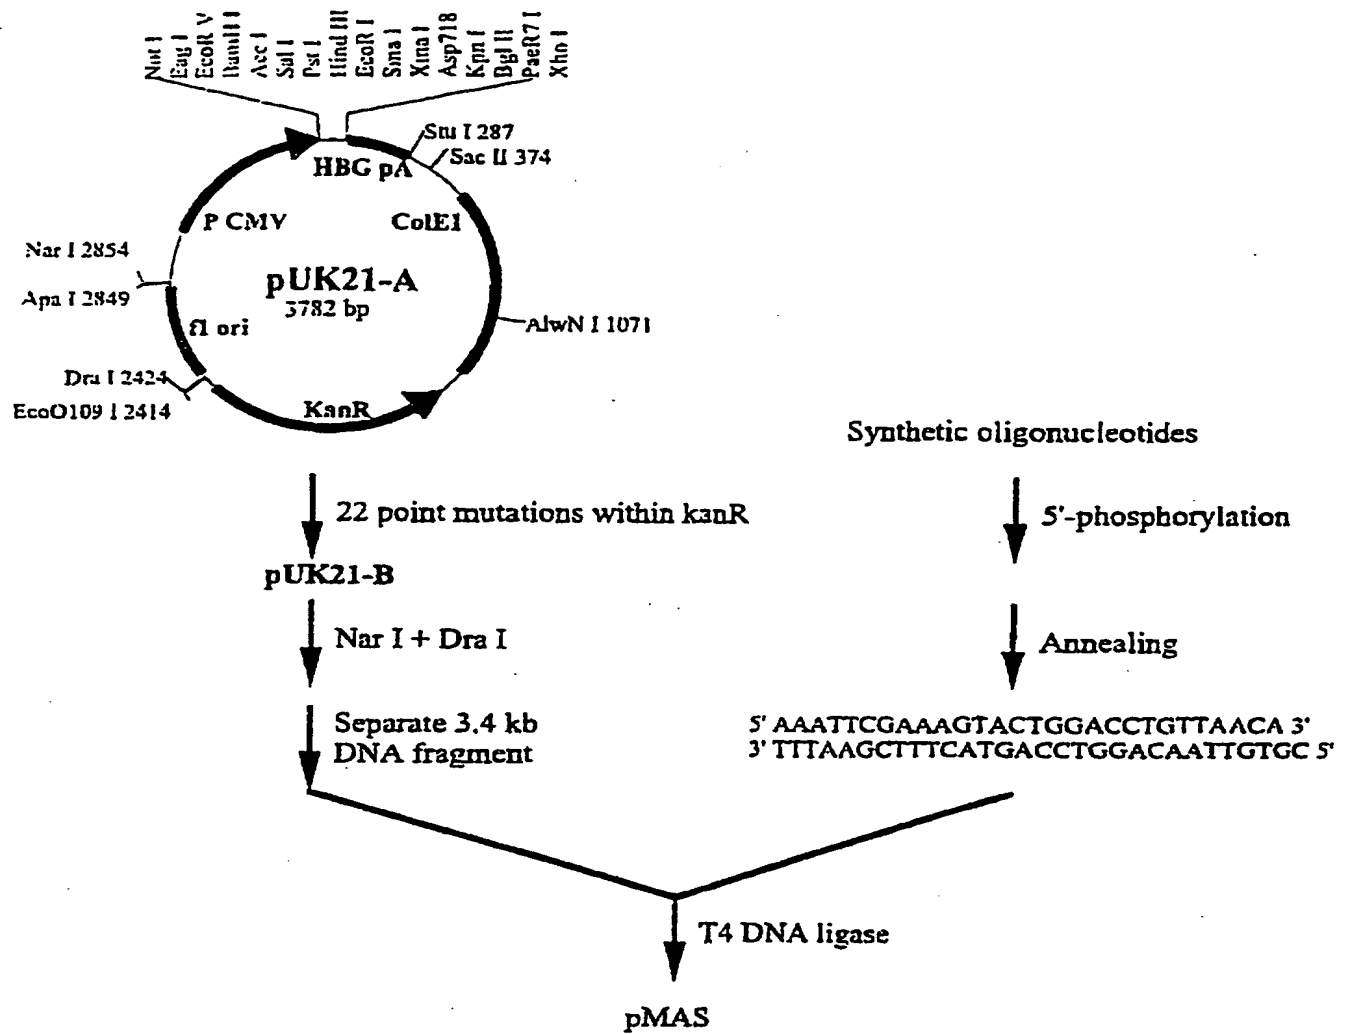 Not I
Eag I
EcoR V
BamH I
Acc I
Sal I
Pst I
Hind III
EcoR I
Sma I
Xma I
Asp718
Kpn I
Bgl II
PaeR7 I
Xho I
Stu I 287
Sac II 374
HBG pA
P CMV
ColE1
Nar I 2854
pUK21-A
3782 bp
Apa I 2849
f1 ori
AlwN I 1071
Dra I 2424
EcoO109 I 2414
KanR
Synthetic oligonucleotides
22 point mutations within kanR
5'-phosphorylation
pUK21-B
Nar I + Dra I
Annealing
Separate 3.4 kb
DNA fragment
5' AAATTCGAAAGTACTGGACCTGTTAACA 3'
3' TTTAAGCTTTCATGACCTGGACAATTGTGC 5'
T4 DNA ligase
pMAS